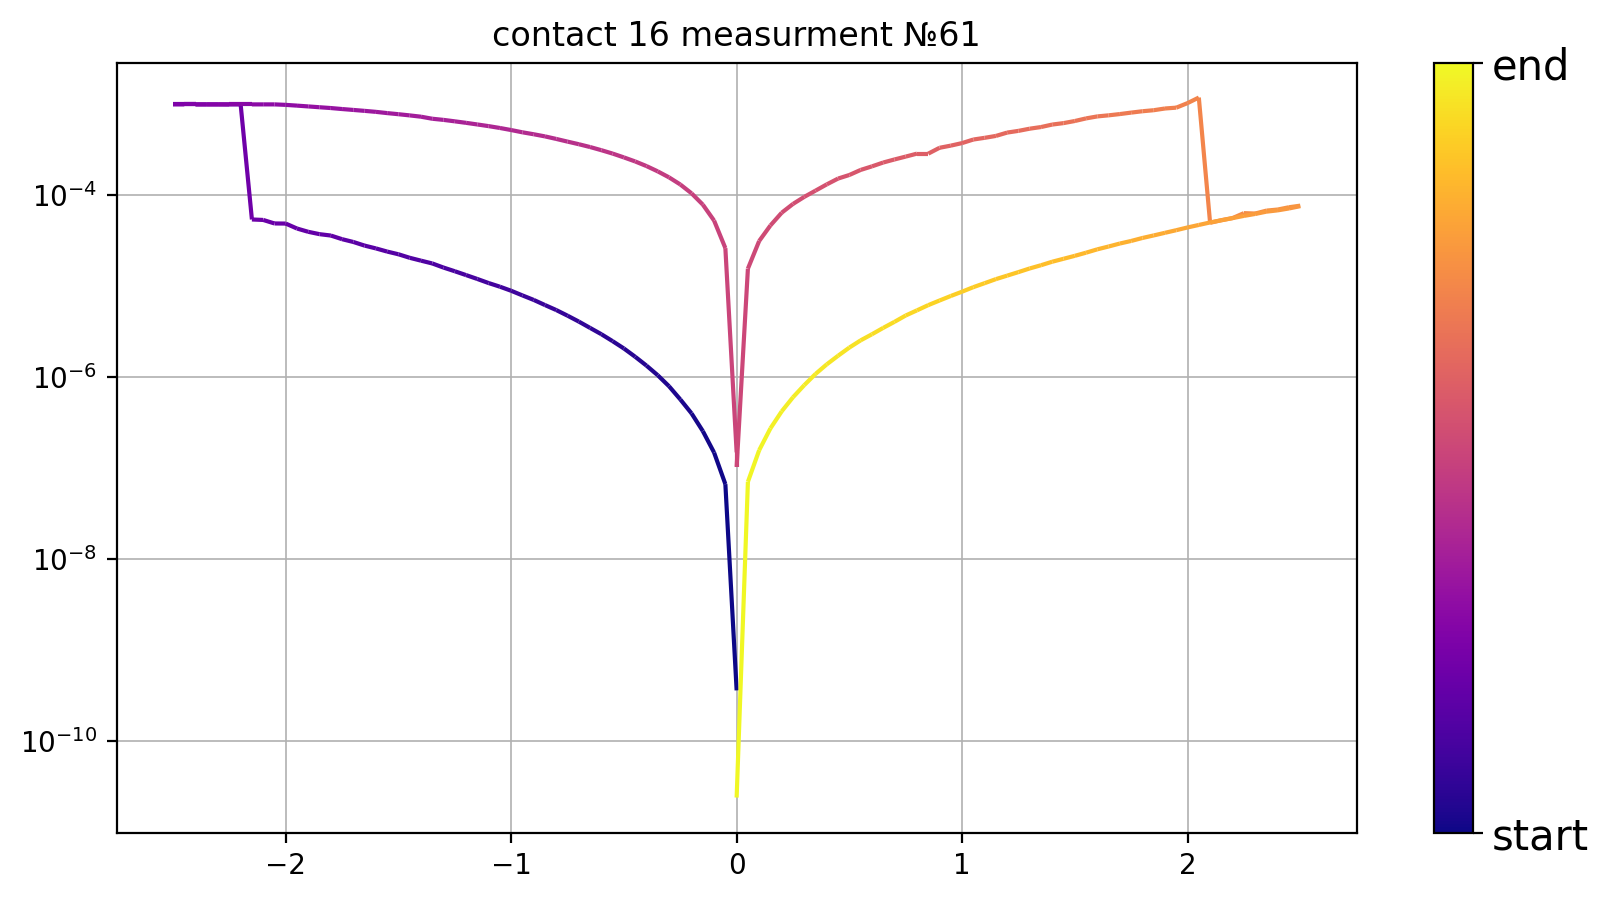 contact 16 measurment №61
end
10⁻⁴
10⁻⁶
10⁻⁸
10⁻¹⁰
start
−2 −1 0 1 2